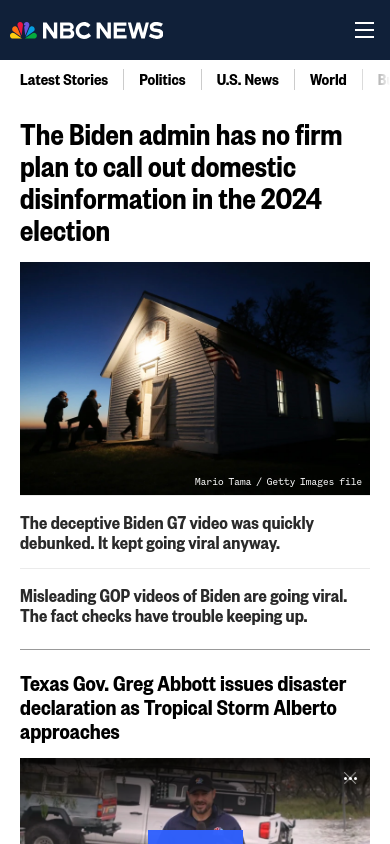 NBC NEWS
Latest Stories
Politics
U.S. News
World
The Biden admin has no firm
plan to call out domestic
disinformation in the 2024
election
Mario Tama / Getty Images file
The deceptive Biden G7 video was quickly
debunked. It kept going viral anyway.
Misleading GOP videos of Biden are going viral.
The fact checks have trouble keeping up.
Texas Gov. Greg Abbott issues disaster
declaration as Tropical Storm Alberto
approaches